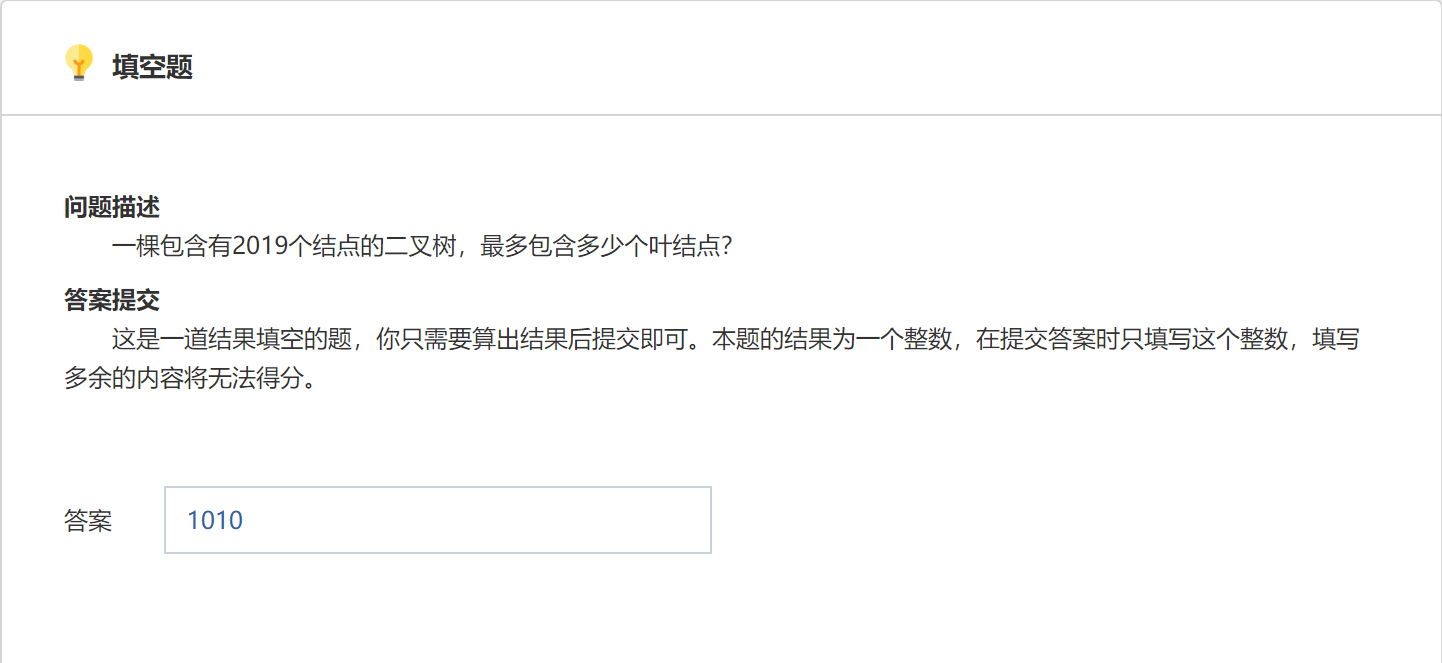 填空题
问题描述
一棵包含有2019个结点的二叉树，最多包含多少个叶结点？
答案提交
这是一道结果填空的题，你只需要算出结果后提交即可。本题的结果为一个整数，在提交答案时只填写这个整数，填写
多余的内容将无法得分。
答案 1010